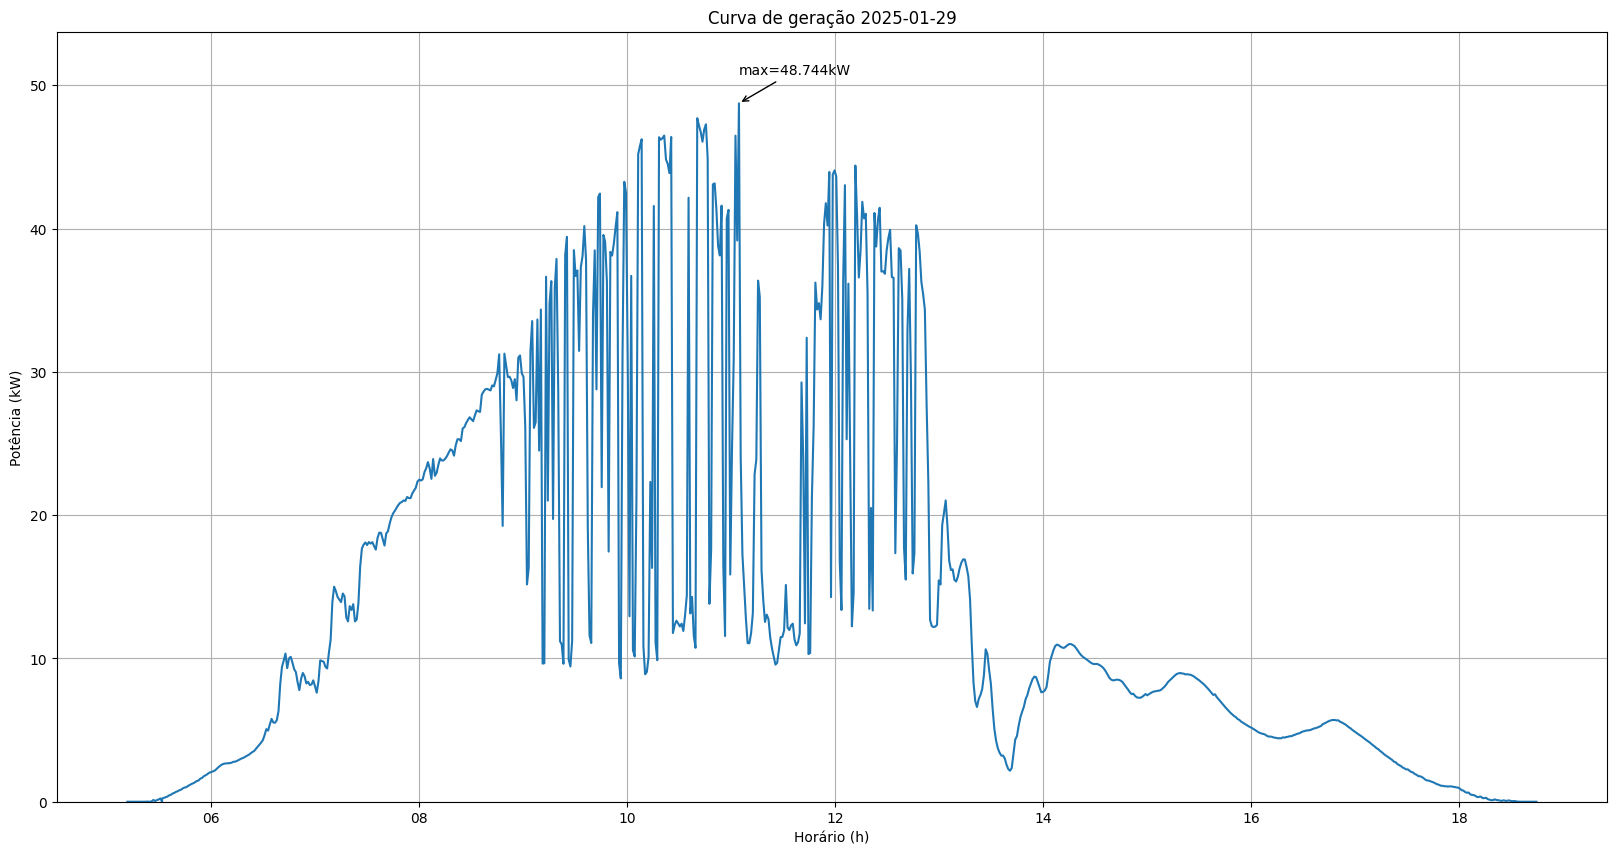 Curva de geração 2025-01-29
max=48.744kW
Potência (kW)
50
40
30
20
10
0
06 08 10 12 14 16 18
Horário (h)